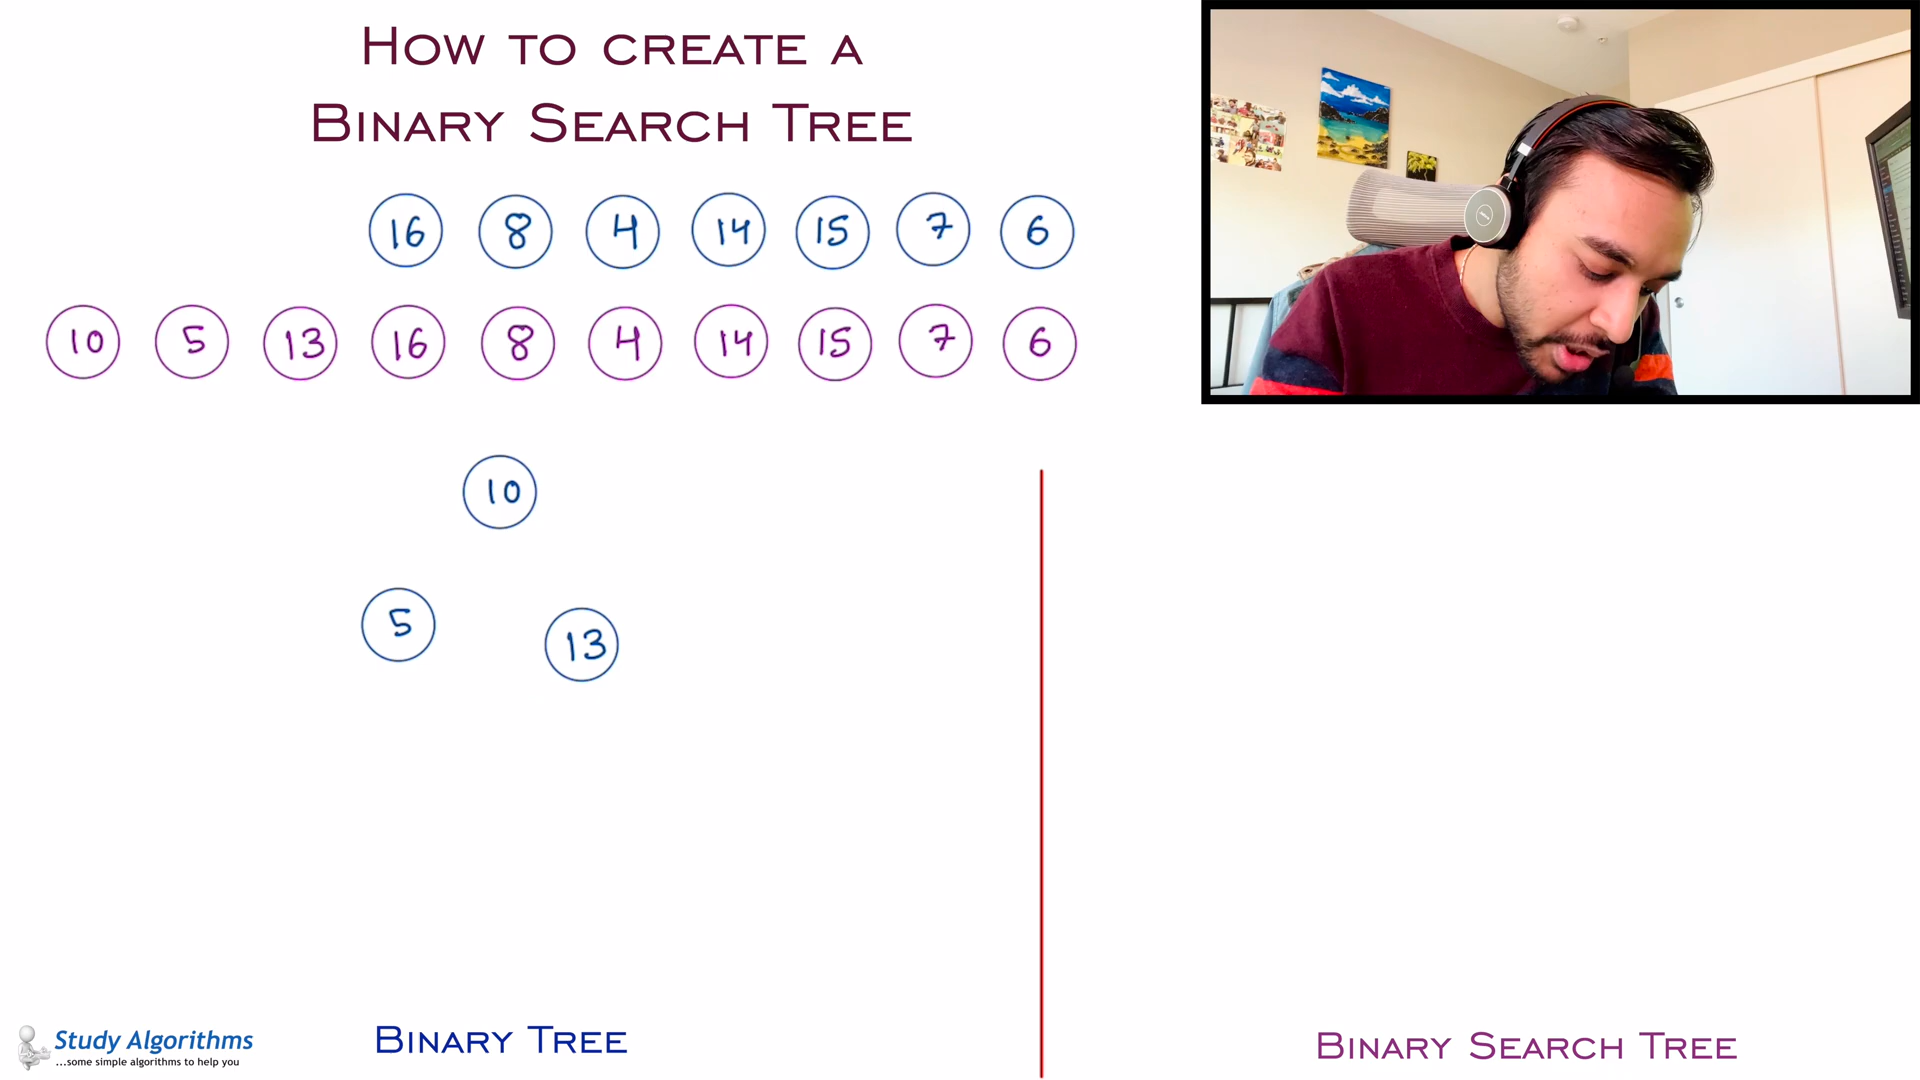 How to create a
Binary Search Tree
16 8 4 14 15 7 6
10 5 13 16 8 4 14 15 7 6
10
5 13
Study Algorithms
...some simple algorithms to help you
Binary Tree
Binary Search Tree